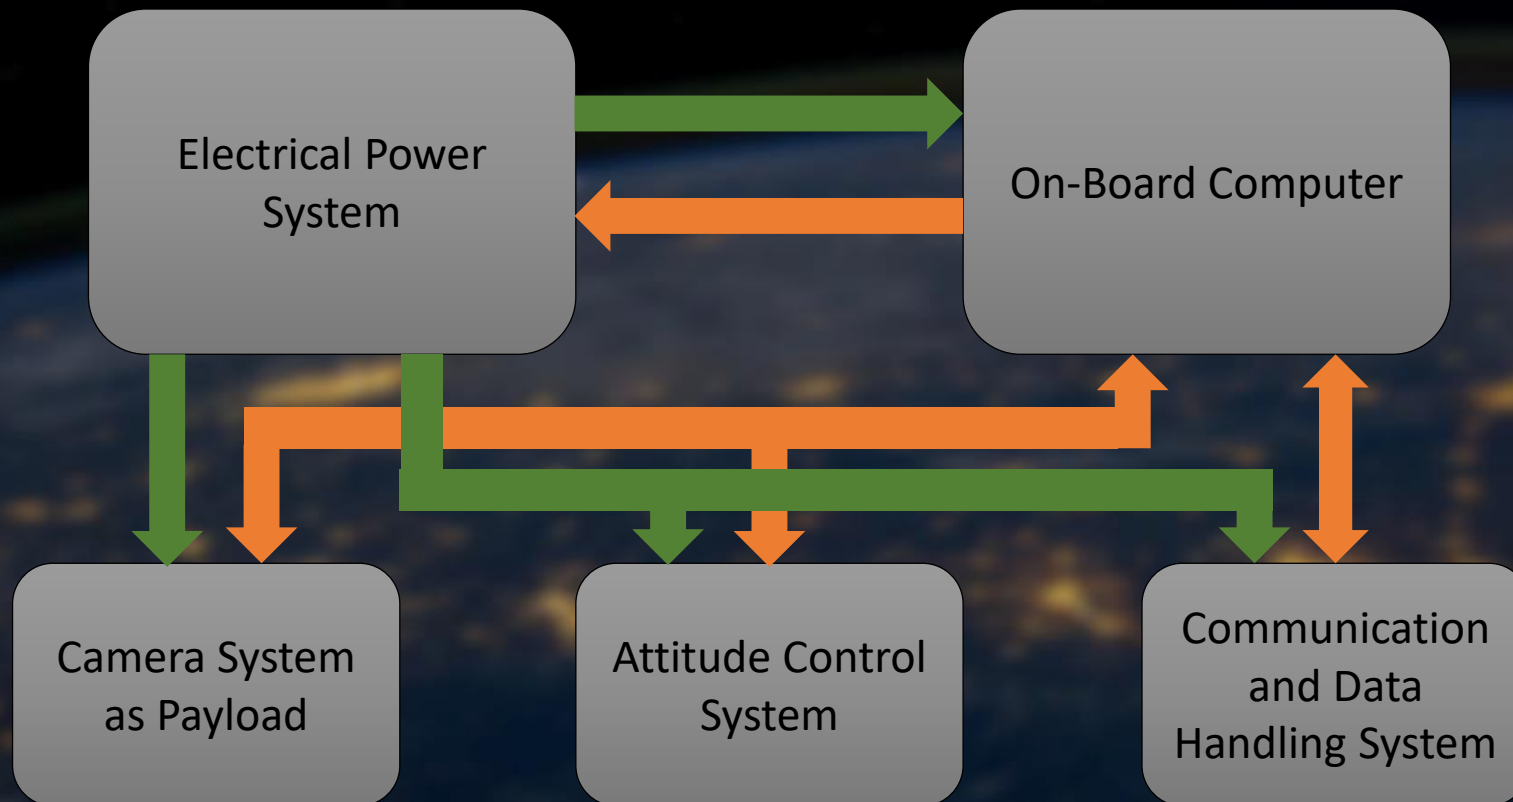 Electrical Power
System
On-Board Computer
Camera System
as Payload
Attitude Control
System
Communication
and Data
Handling System